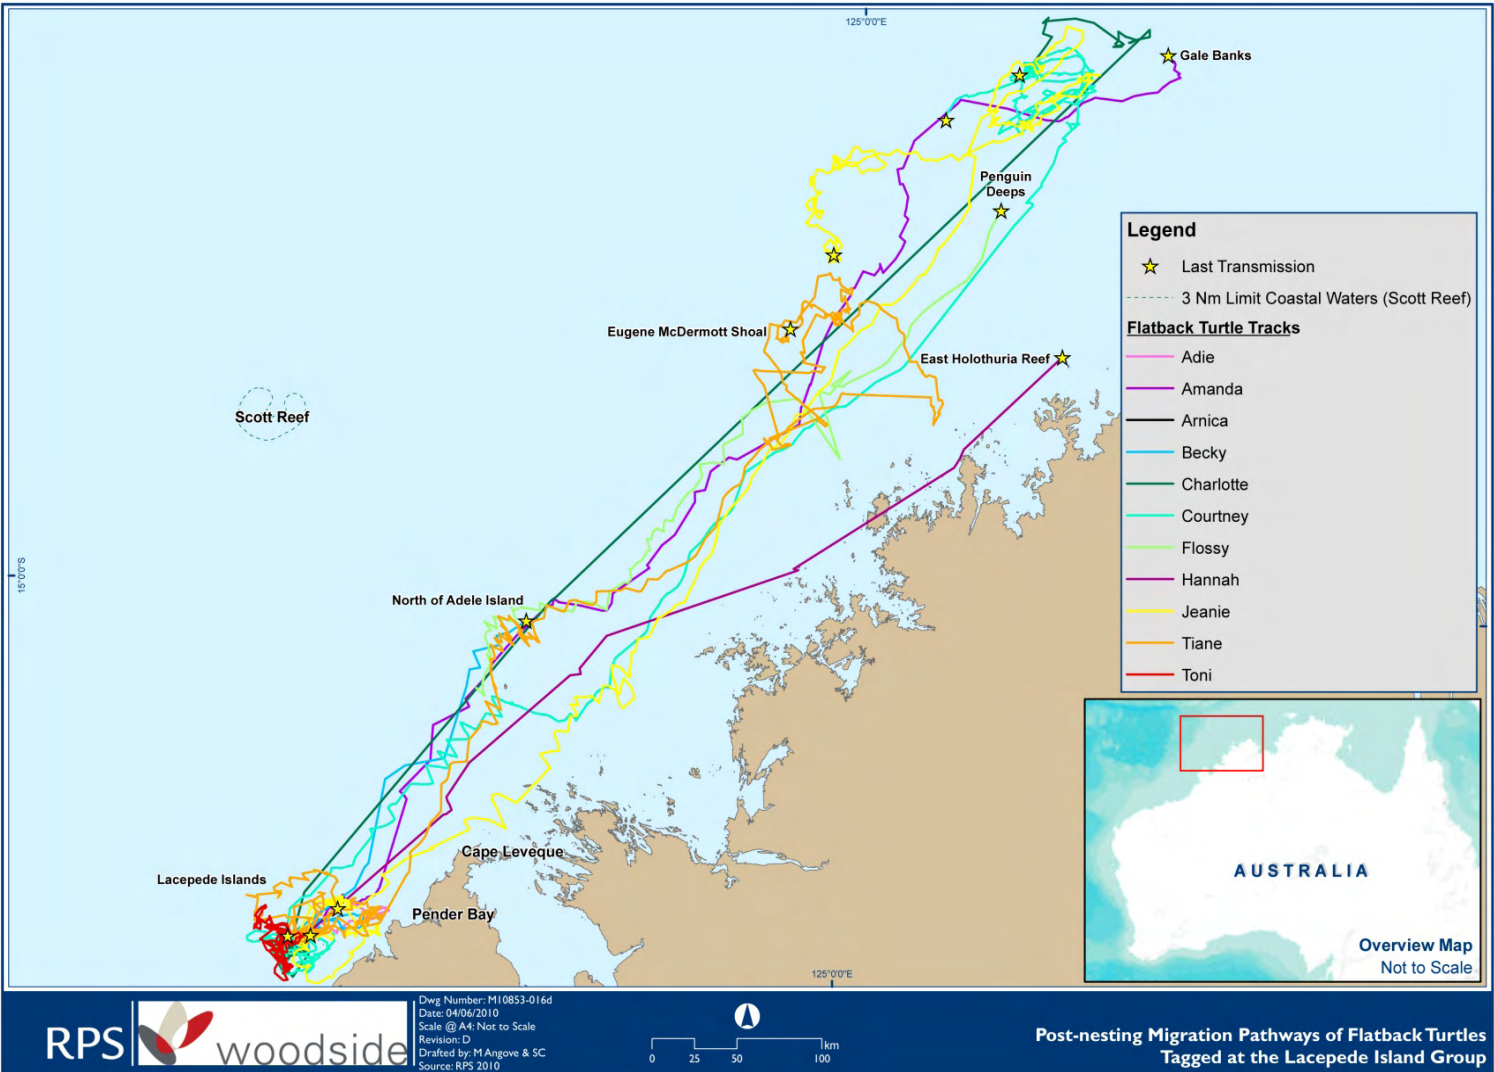 125°0'0"E
Gale Banks
Penguin
Deeps
Eugene McDermott Shoal
East Holothuria Reef
Scott Reef
15°0'0"S
North of Adele Island
Cape Leveque
Lacepede Islands
Pender Bay
125°0'0"E
Legend
Last Transmission
3 Nm Limit Coastal Waters (Scott Reef)
Flatback Turtle Tracks
Adie
Amanda
Arnica
Becky
Charlotte
Courtney
Flossy
Hannah
Jeanie
Tiane
Toni
AUSTRALIA
Overview Map
Not to Scale
RPS
woodside
Dwg Number: M10853-016d
Date: 04/06/2010
Scale @ A4: Not to Scale
Revision: D
Drafted by: M Angove & SC
Source: RPS 2010
km
0 25 50 100
Post-nesting Migration Pathways of Flatback Turtles
Tagged at the Lacepede Island Group